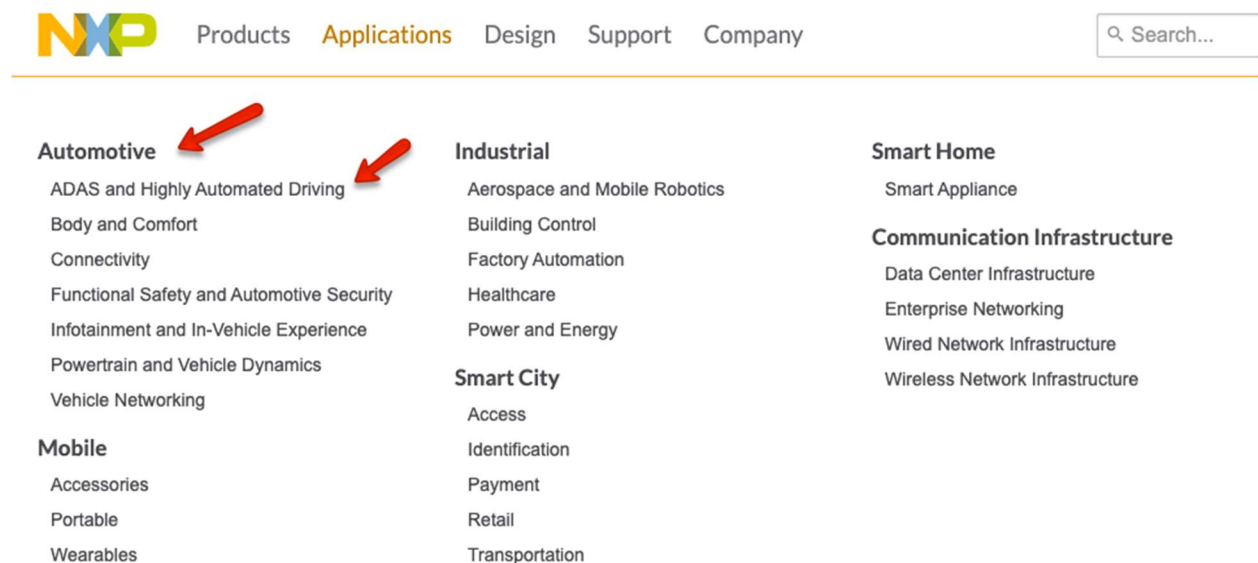 NXP
Products Applications Design Support Company
Search...
Automotive
ADAS and Highly Automated Driving
Body and Comfort
Connectivity
Functional Safety and Automotive Security
Infotainment and In-Vehicle Experience
Powertrain and Vehicle Dynamics
Vehicle Networking
Mobile
Accessories
Portable
Wearables
Industrial
Aerospace and Mobile Robotics
Building Control
Factory Automation
Healthcare
Power and Energy
Smart City
Access
Identification
Payment
Retail
Transportation
Smart Home
Smart Appliance
Communication Infrastructure
Data Center Infrastructure
Enterprise Networking
Wired Network Infrastructure
Wireless Network Infrastructure